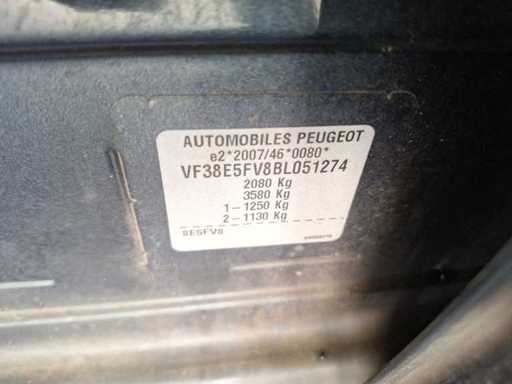 AUTOMOBILES PEUGEOT
e2*2007/46*0080*
VF38E5FV8BL051274
2080 Kg
3580 Kg
1-1250 Kg
2-1130 Kg
8E5FV8